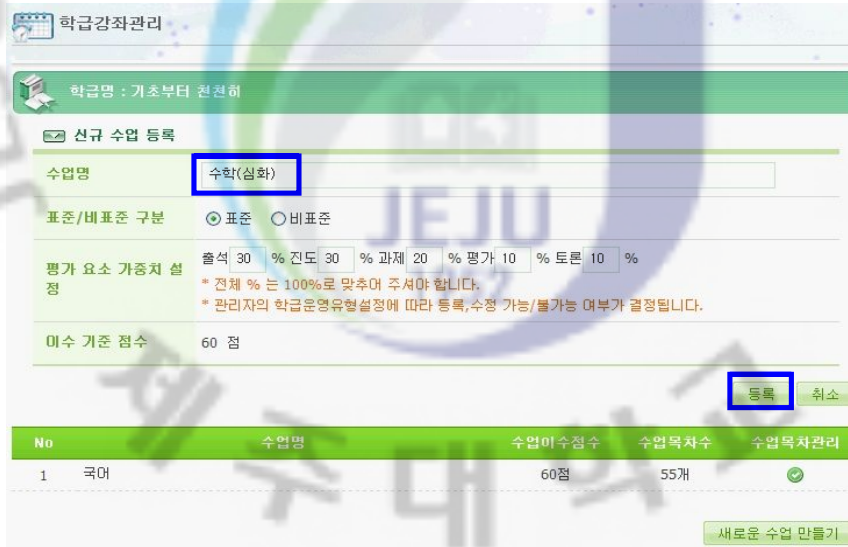 학급강좌관리
학급명 : 기초부터 천천히
신규 수업 등록
수업명 수학(심화)
표준/비표준 구분 표준 비표준
평가 요소 가중치 설정 출석 30 % 진도 30 % 과제 20 % 평가 10 % 토론 10 %
* 전체 % 는 100%로 맞추어 주셔야 합니다.
* 관리자의 학급운영유형설정에 따라 등록,수정 가능/불가능 여부가 결정됩니다.
이수 기준 점수 60 점
등록 취소
No 수업명 수업이수점수 수업목차수 수업목차관리
1 국어 60점 55개
새로운 수업 만들기
JEJU
1952
제주대학교